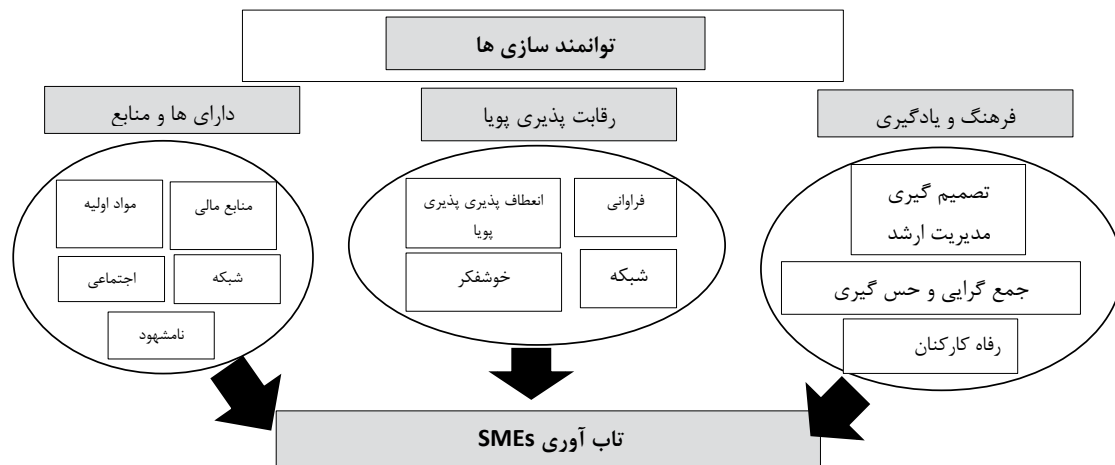 توانمند سازی ها
فرهنگ و یادگیری
رقابت پذیری پویا
دارای ها و منابع
تصمیم گیری
مدیریت ارشد
جمع گرایی و حس گیری
رفاه کارکنان
فراوانی
انعطاف پذیری پذیری
پویا
شبکه
خوشفکر
منابع مالی
مواد اولیه
شبکه
اجتماعی
نامشهود
تاب آوری SMEs